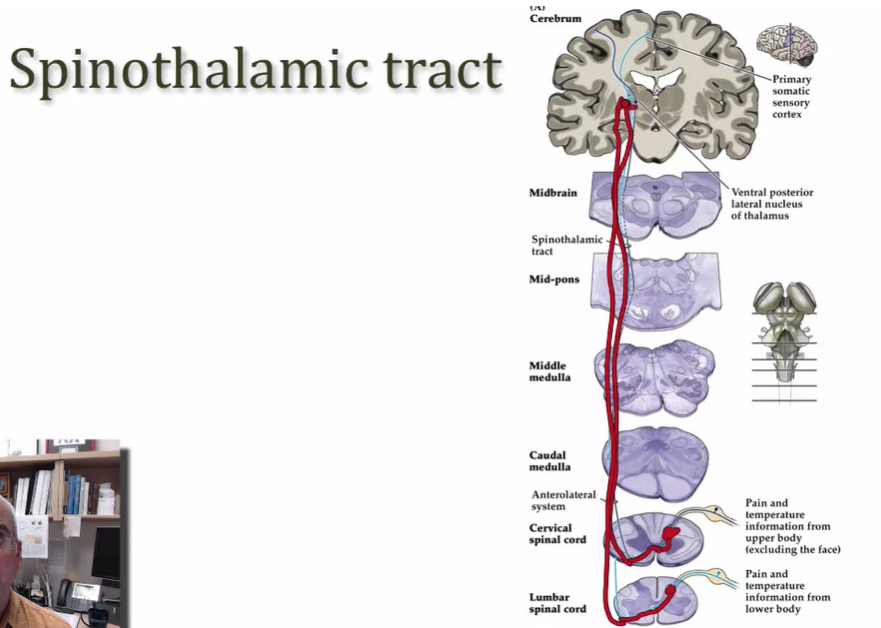 (A)
Cerebrum
Spinothalamic tract
Primary
somatic
sensory
cortex
Midbrain
Ventral posterior
lateral nucleus
of thalamus
Spinothalamic
tract
Mid-pons
Middle
medulla
Caudal
medulla
Anterolateral
system
Pain and
temperature
information from
upper body
(excluding the face)
Cervical
spinal cord
Pain and
temperature
information from
lower body
Lumbar
spinal cord